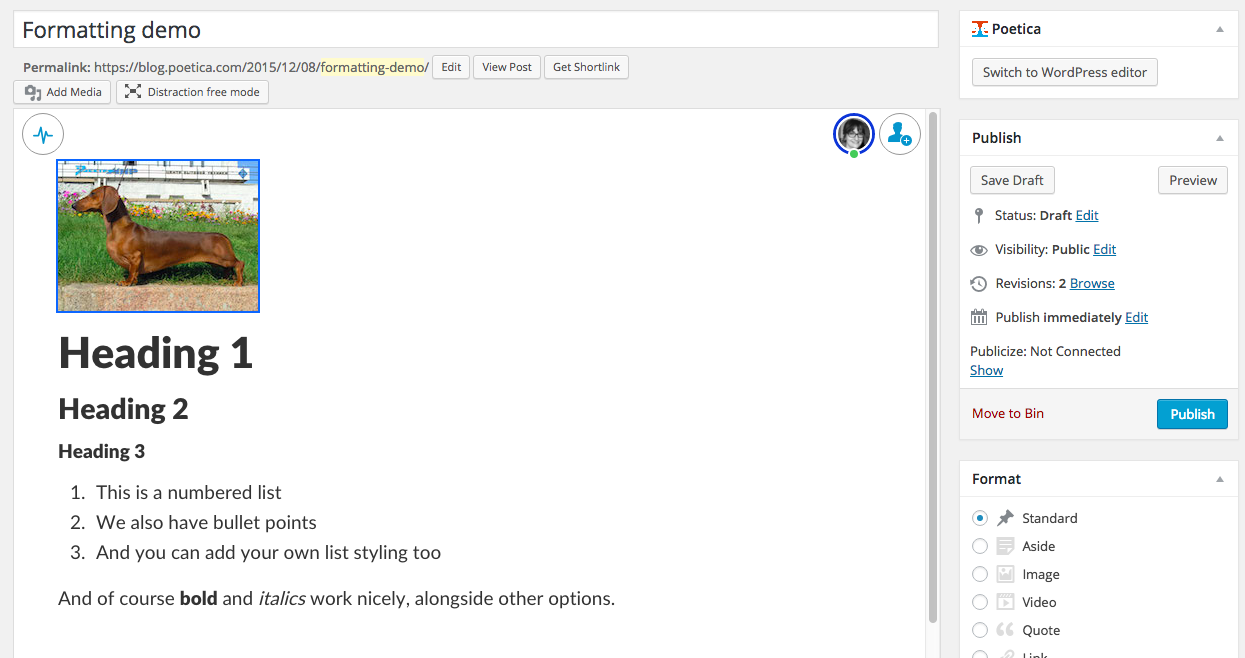 Formatting demo
Permalink: https://blog.poetica.com/2015/12/08/formatting-demo/ Edit View Post Get Shortlink
Add Media Distraction free mode
Heading 1
Heading 2
Heading 3
1. This is a numbered list
2. We also have bullet points
3. And you can add your own list styling too
And of course bold and italics work nicely, alongside other options.
Poetica
Switch to WordPress editor
Publish
Save Draft Preview
Status: Draft Edit
Visibility: Public Edit
Revisions: 2 Browse
Publish immediately Edit
Publicize: Not Connected
Show
Move to Bin Publish
Format
Standard
Aside
Image
Video
Quote
Link